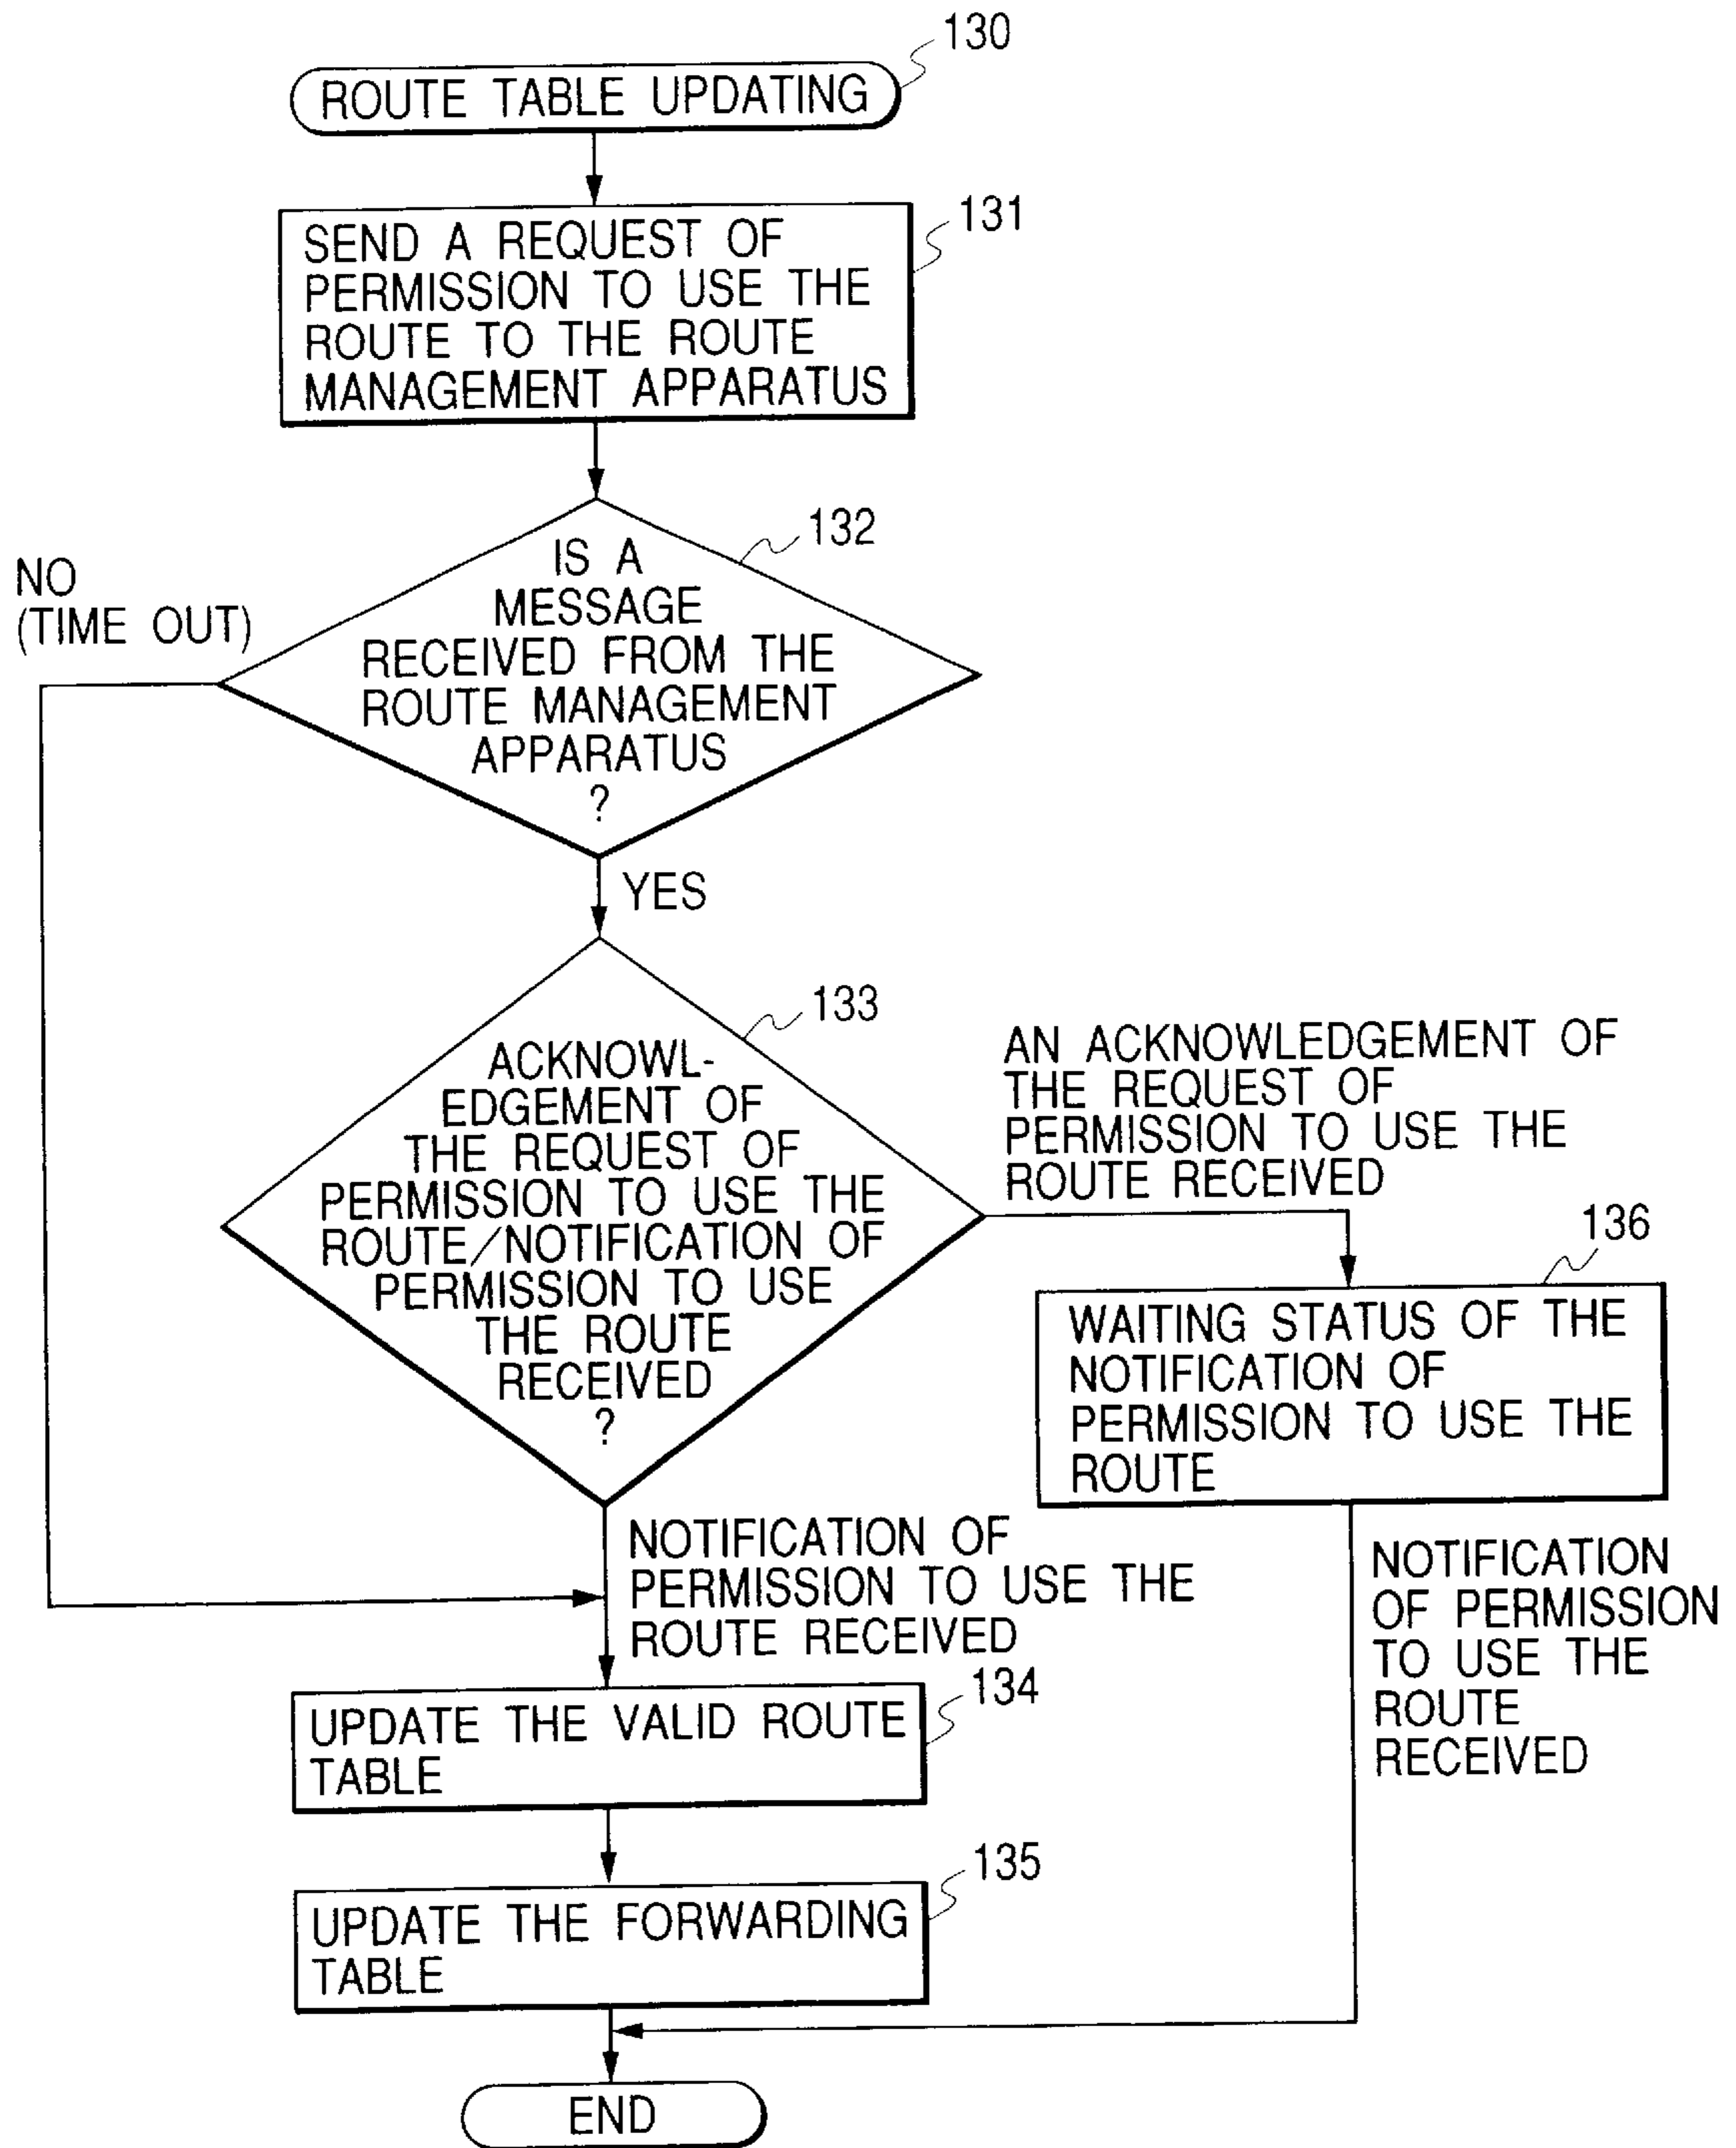 130
ROUTE TABLE UPDATING
131
SEND A REQUEST OF
PERMISSION TO USE THE
ROUTE TO THE ROUTE
MANAGEMENT APPARATUS
132
IS A
MESSAGE
RECEIVED FROM THE
ROUTE MANAGEMENT
APPARATUS
?
NO
(TIME OUT)
YES
133
ACKNOWL-
EDGEMENT OF
THE REQUEST OF
PERMISSION TO USE THE
ROUTE/NOTIFICATION OF
PERMISSION TO USE
THE ROUTE
RECEIVED
?
AN ACKNOWLEDGEMENT OF
THE REQUEST OF
PERMISSION TO USE THE
ROUTE RECEIVED
136
WAITING STATUS OF THE
NOTIFICATION OF
PERMISSION TO USE THE
ROUTE
NOTIFICATION OF
PERMISSION TO USE THE
ROUTE RECEIVED
NOTIFICATION
OF PERMISSION
TO USE THE
ROUTE
RECEIVED
134
UPDATE THE VALID ROUTE
TABLE
135
UPDATE THE FORWARDING
TABLE
END